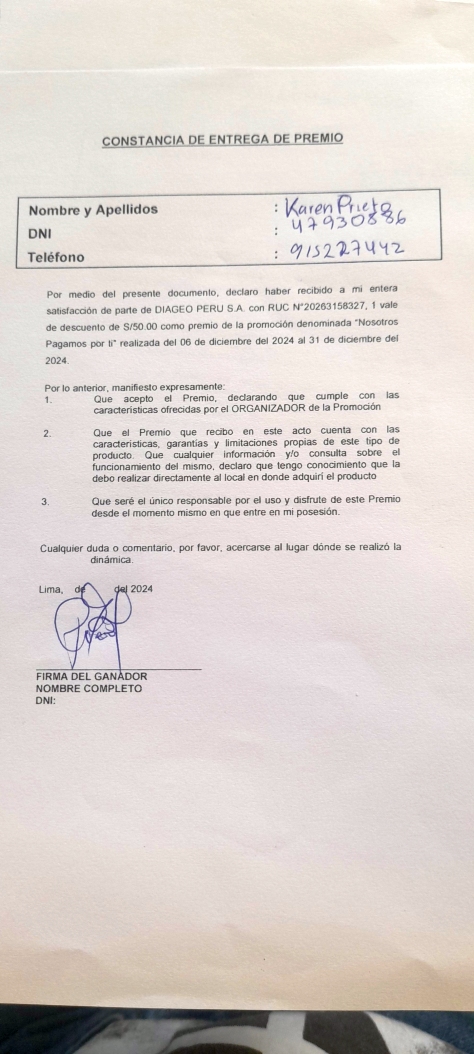 CONSTANCIA DE ENTREGA DE PREMIO
Nombre y Apellidos : Karen Prieto
DNI : 47930886
Teléfono : 915227442
Por medio del presente documento, declaro haber recibido a mi entera
satisfacción de parte de DIAGEO PERU S.A. con RUC N°20263158327, 1 vale
de descuento de S/50.00 como premio de la promoción denominada "Nosotros
Pagamos por ti" realizada del 06 de diciembre del 2024 al 31 de diciembre del
2024.
Por lo anterior, manifiesto expresamente:
1. Que acepto el Premio, declarando que cumple con las
características ofrecidas por el ORGANIZADOR de la Promoción
2. Que el Premio que recibo en este acto cuenta con las
características, garantías y limitaciones propias de este tipo de
producto. Que cualquier información y/o consulta sobre el
funcionamiento del mismo, declaro que tengo conocimiento que la
debo realizar directamente al local en donde adquirí el producto
3. Que seré el único responsable por el uso y disfrute de este Premio
desde el momento mismo en que entre en mi posesión.
Cualquier duda o comentario, por favor, acercarse al lugar dónde se realizó la
dinámica.
Lima, de del 2024
FIRMA DEL GANADOR
NOMBRE COMPLETO
DNI: